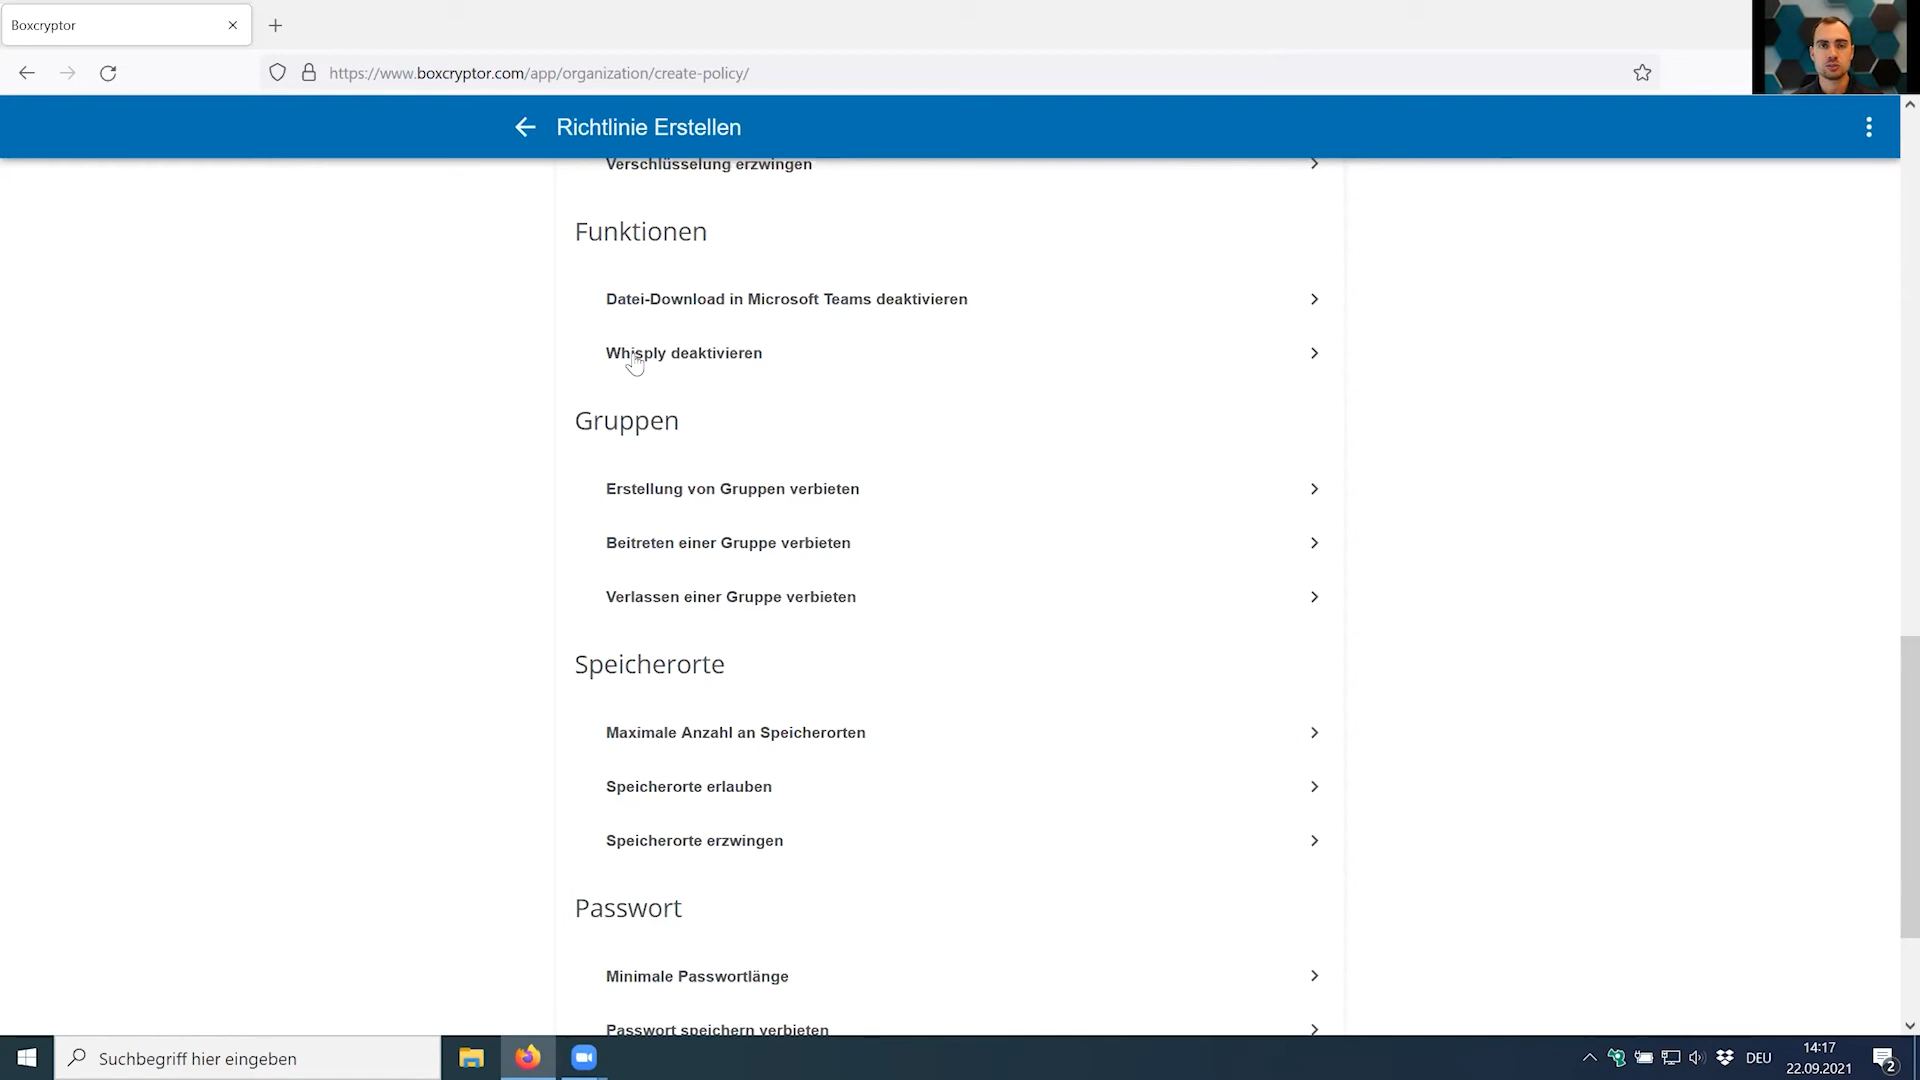 Boxcryptor
https://www.boxcryptor.com/app/organization/create-policy/
Richtlinie Erstellen
Verschlüsselung erzwingen
Funktionen
Datei-Download in Microsoft Teams deaktivieren
Whisply deaktivieren
Gruppen
Erstellung von Gruppen verbieten
Beitreten einer Gruppe verbieten
Verlassen einer Gruppe verbieten
Speicherorte
Maximale Anzahl an Speicherorten
Speicherorte erlauben
Speicherorte erzwingen
Passwort
Minimale Passwortlänge
Passwort speichern verbieten
Suchbegriff hier eingeben
DEU
14:17
22.09.2021
2